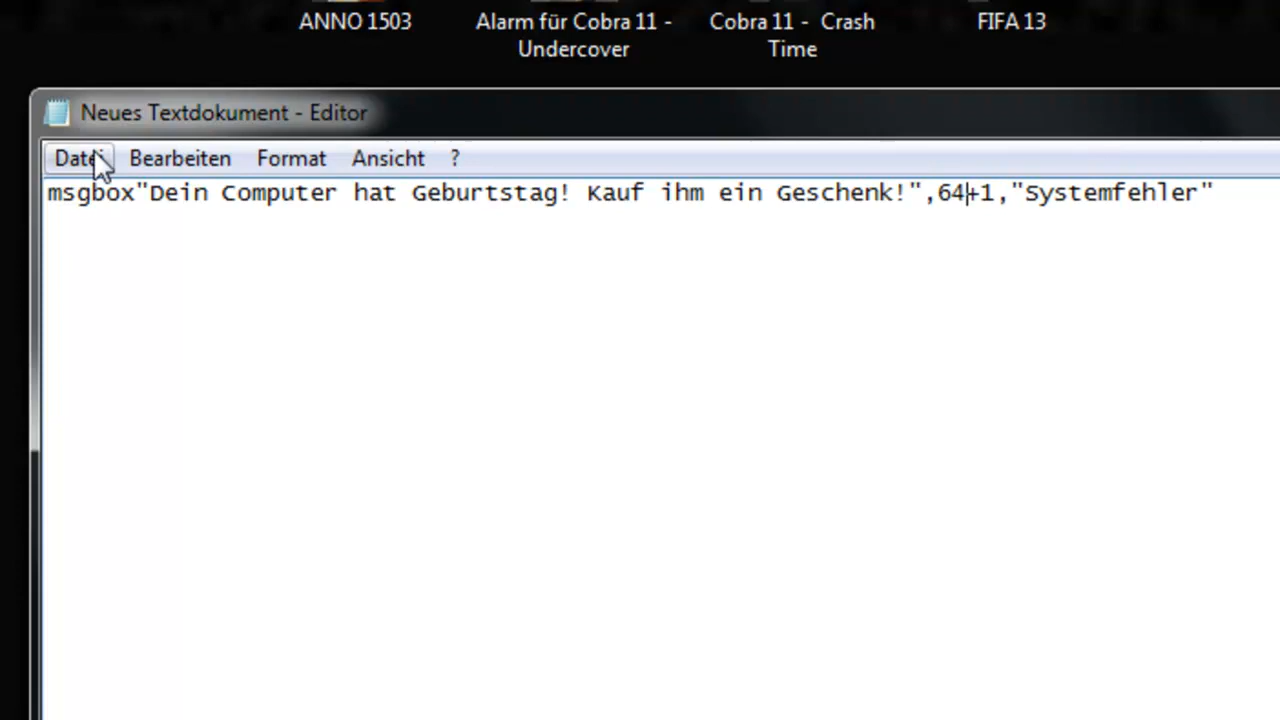 ANNO 1503
Alarm für Cobra 11 -
Undercover
Cobra 11 - Crash
Time
FIFA 13
Neues Textdokument - Editor
Datei Bearbeiten Format Ansicht ?
msgbox"Dein Computer hat Geburtstag! Kauf ihm ein Geschenk!",64+1,"Systemfehler"